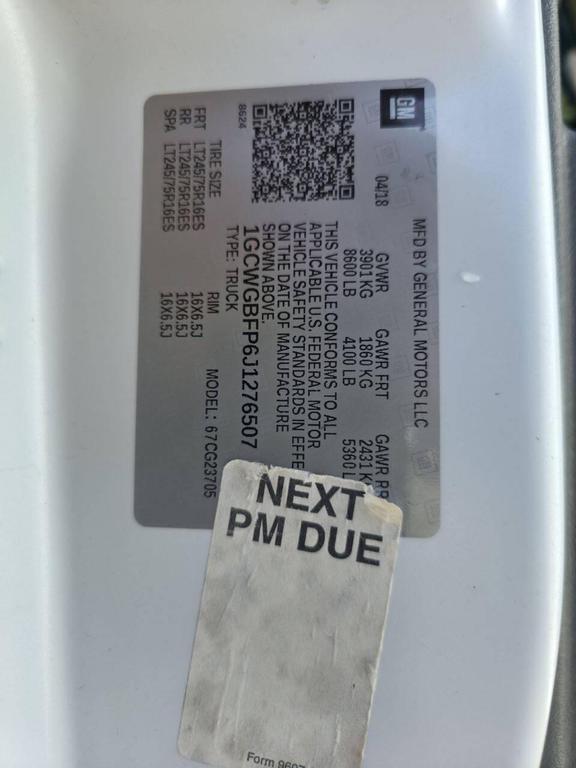 GM
MFD BY GENERAL MOTORS LLC
04/18 GVWR GAWR FRT GAWR RR
3901 KG 1860 KG 2431 K
8600 LB 4100 LB 5360 L
THIS VEHICLE CONFORMS TO ALL
APPLICABLE U.S. FEDERAL MOTOR
VEHICLE SAFETY STANDARDS IN EFFE
ON THE DATE OF MANUFACTURE
SHOWN ABOVE.
1GCWGBFP6J1276507
TYPE: TRUCK MODEL: 67CG23705
8624
TIRE SIZE RIM
FRT LT245/75R16ES 16X6.5J
RR LT245/75R16ES 16X6.5J
SPA LT245/75R16ES 16X6.5J
NEXT
PM DUE
Form